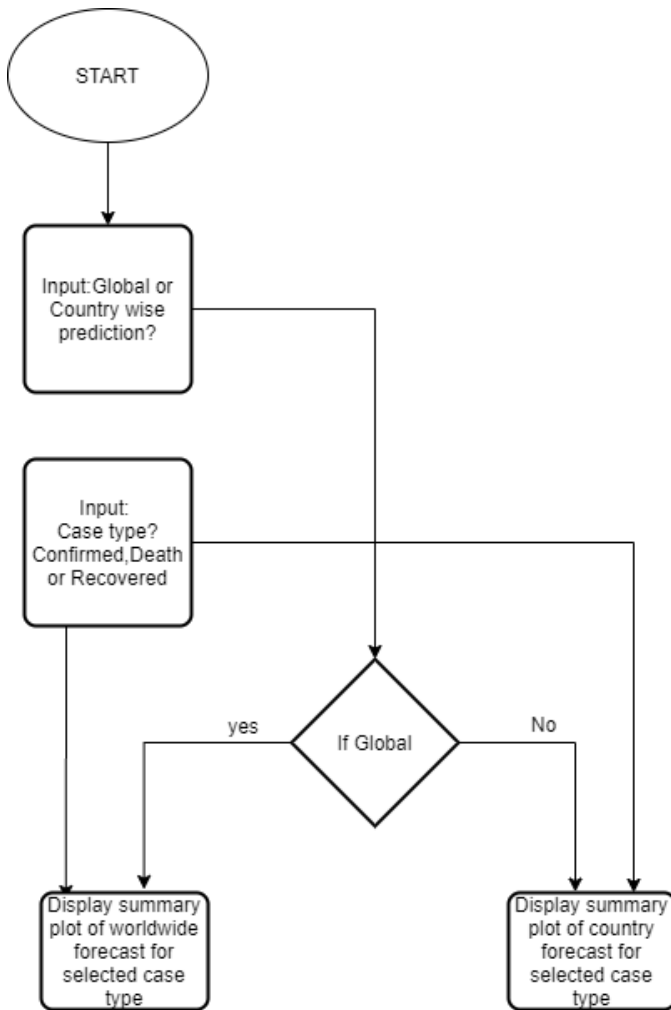 START
Input:Global or
Country wise
prediction?
Input:
Case type?
Confirmed,Death
or Recovered
yes
If Global
No
Display summary
plot of worldwide
forecast for
selected case
type
Display summary
plot of country
forecast for
selected case
type